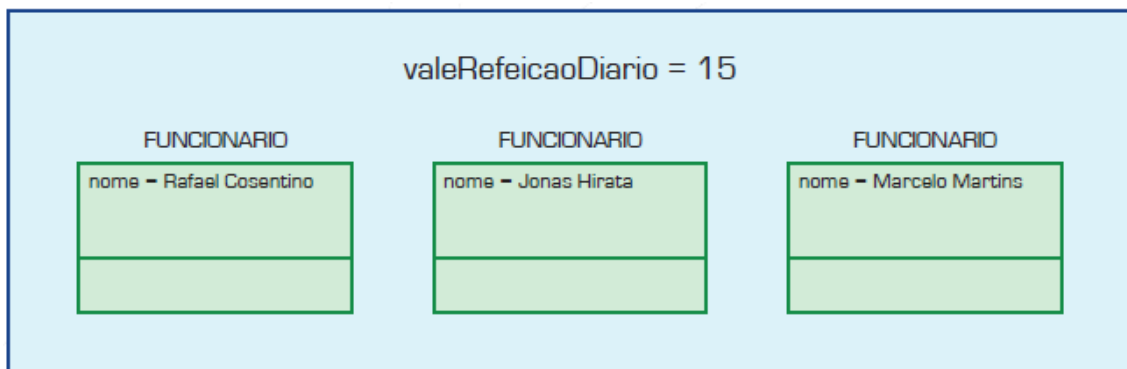 valeRefeicaoDiario = 15
FUNCIONARIO FUNCIONARIO FUNCIONARIO
nome = Rafael Cosentino nome = Jonas Hirata nome = Marcelo Martins